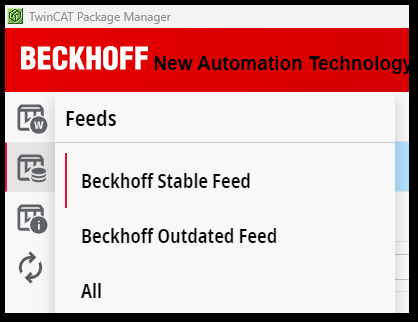 TwinCAT Package Manager
BECKHOFF New Automation Technology
W
Feeds
Beckhoff Stable Feed
Beckhoff Outdated Feed
i
All